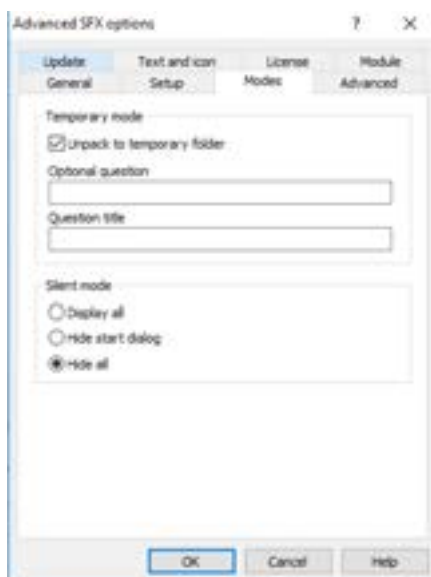 Advanced SFX options ? ×
Update Text and icon License Module
General Setup Modes Advanced
Temporary mode
Unpack to temporary folder
Optional question
Question title
Silent mode
Display all
Hide start dialog
Hide all
OK Cancel Help